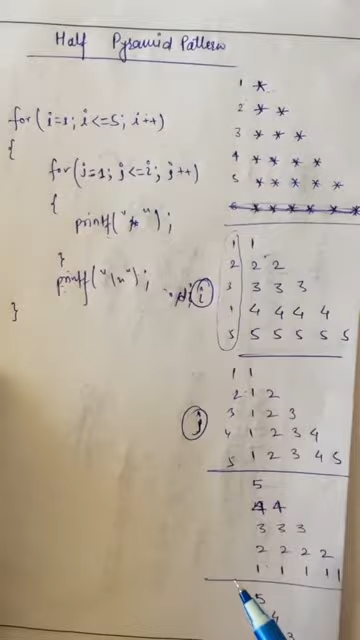 Half Pyramid Pattern
for(i=1; i<=5; i++)
{
for(j=1; j<=i; j++)
{
printf("*");
}
printf("\n");
}
1 *
2 * *
3 * * *
4 * * * *
5 * * * * *
6 * * * * * *
1 1
2 2 2
3 3 3 3
i
4 4 4 4
5 5 5 5 5 5
1 1
2 1 2
j
3 1 2 3
4 1 2 3 4
5 1 2 3 4 5
5
4 4
3 3 3
2 2 2 2
1 1 1 1 1
5
4